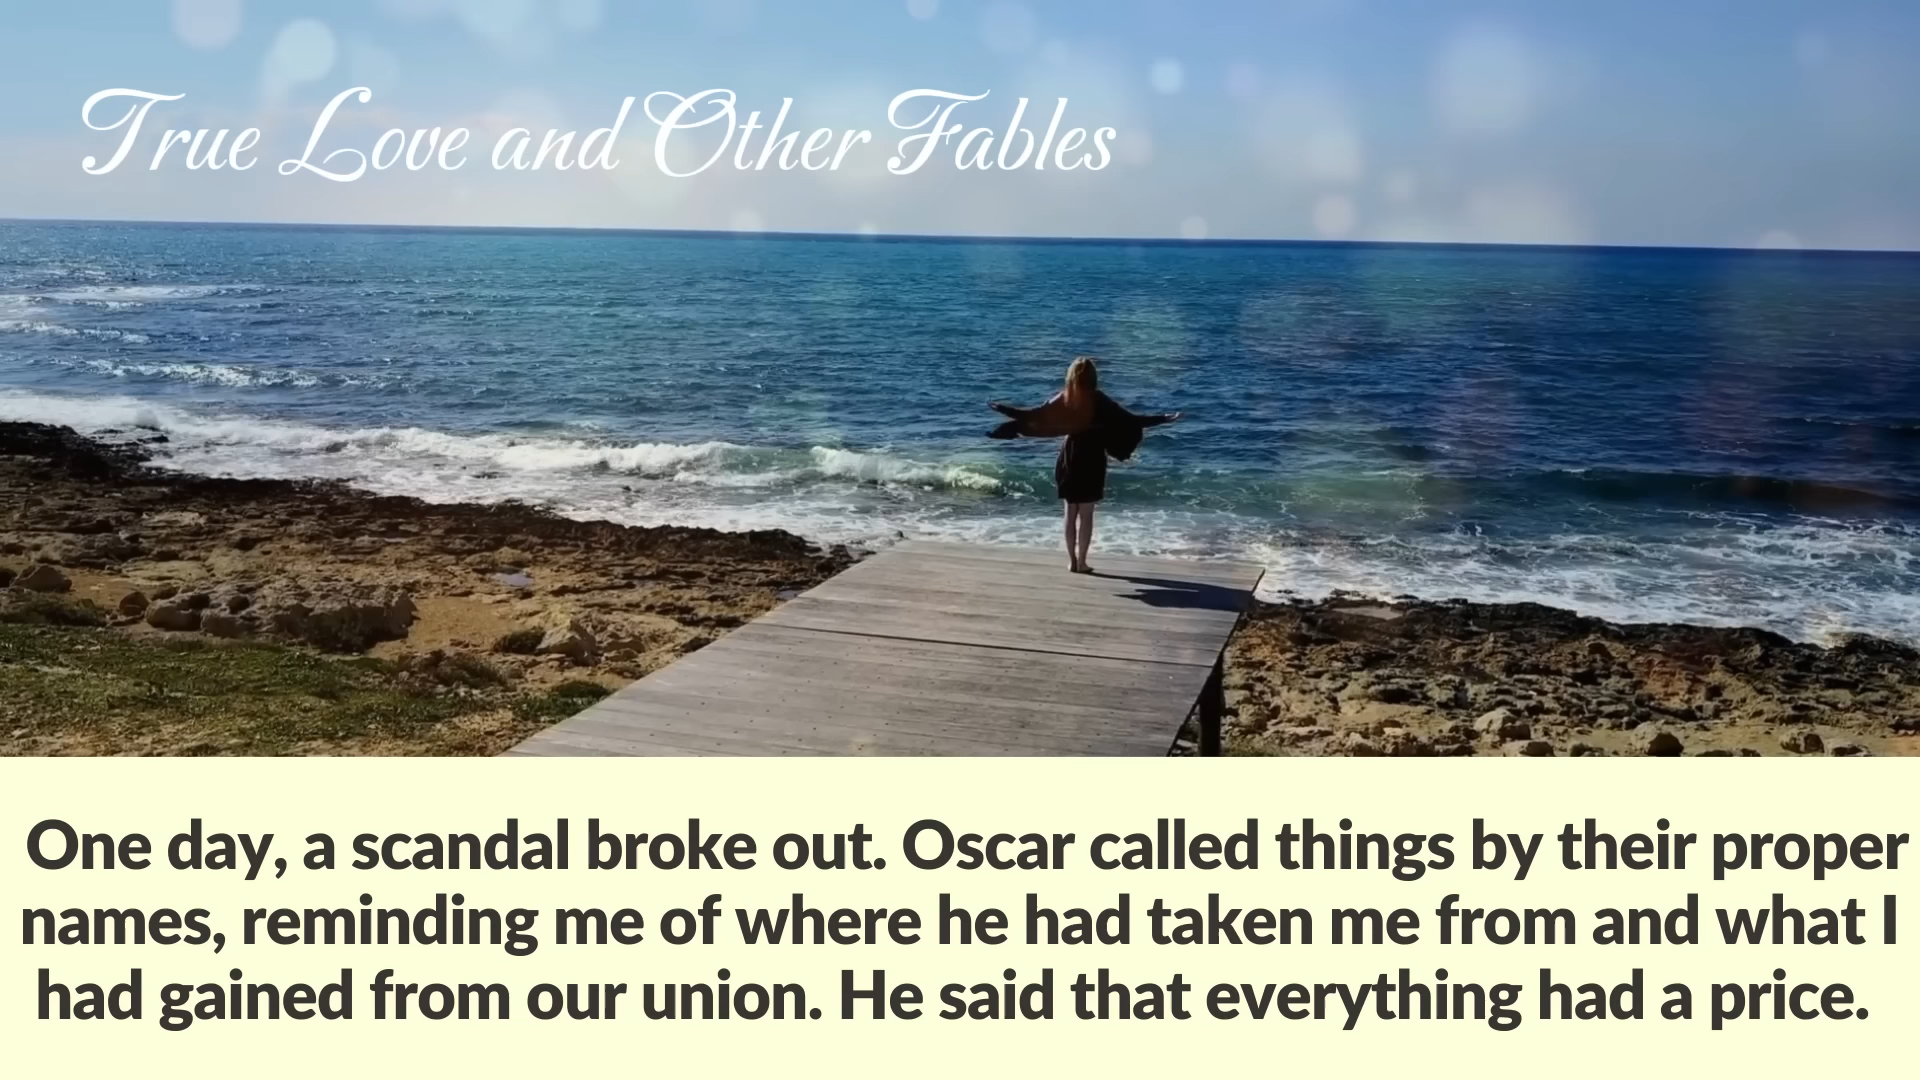 True Love and Other Fables
One day, a scandal broke out. Oscar called things by their proper
names, reminding me of where he had taken me from and what I
had gained from our union. He said that everything had a price.